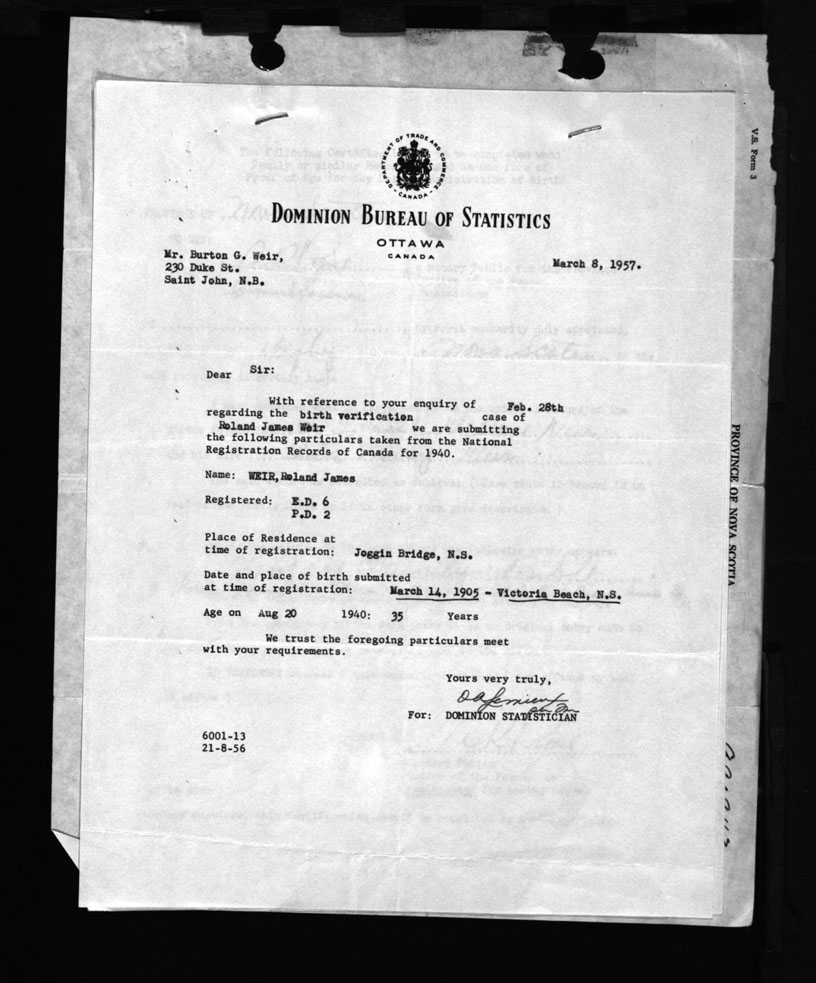 DEPARTMENT OF TRADE AND COMMERCE
- CANADA -
DOMINION BUREAU OF STATISTICS
OTTAWA
CANADA
Mr. Burton G. Weir,
230 Duke St.
Saint John, N.B.
March 8, 1957.
Dear Sir:
With reference to your enquiry of Feb. 28th
regarding the birth verification case of
Roland James Weir we are submitting
the following particulars taken from the National
Registration Records of Canada for 1940.
Name: WEIR, Roland James
Registered: E.D. 6
P.D. 2
Place of Residence at
time of registration: Joggin Bridge, N.S.
Date and place of birth submitted
at time of registration: March 14, 1905 - Victoria Beach, N.S.
Age on Aug 20 1940: 35 Years
We trust the foregoing particulars meet
with your requirements.
Yours very truly,
For: DOMINION STATISTICIAN
6001-13
21-8-56
V.S. Form 3
PROVINCE OF NOVA SCOTIA